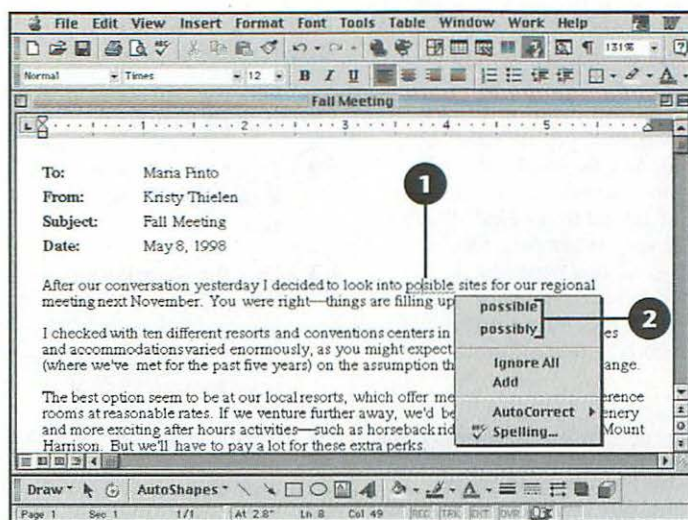 File Edit View Insert Format Font Tools Table Window Work Help
131%
Normal Times 12 B I U
Fall Meeting
1 2 3 4 5
To: Maria Pinto
From: Kristy Thielen
Subject: Fall Meeting
Date: May 8, 1998
1
After our conversation yesterday I decided to look into posible sites for our regional
meeting next November. You were right—things are filling up
possible
possibly
2
Ignore All
Add
AutoCorrect
Spelling...
I checked with ten different resorts and conventions centers in es
and accommodations varied enormously, as you might expect
(where we've met for the past five years) on the assumption th ange.
The best option seem to be at our local resorts, which offer me erence
rooms at reasonable rates. If we venture further away, we'd be enery
and more exciting after hours activities—such as horseback rid Mount
Harrison. But we'll have to pay a lot for these extra perks.
Draw AutoShapes
Page 1 Sec 1 1/1 At 2.8" Ln 8 Col 49 REC TRK EXT OVR